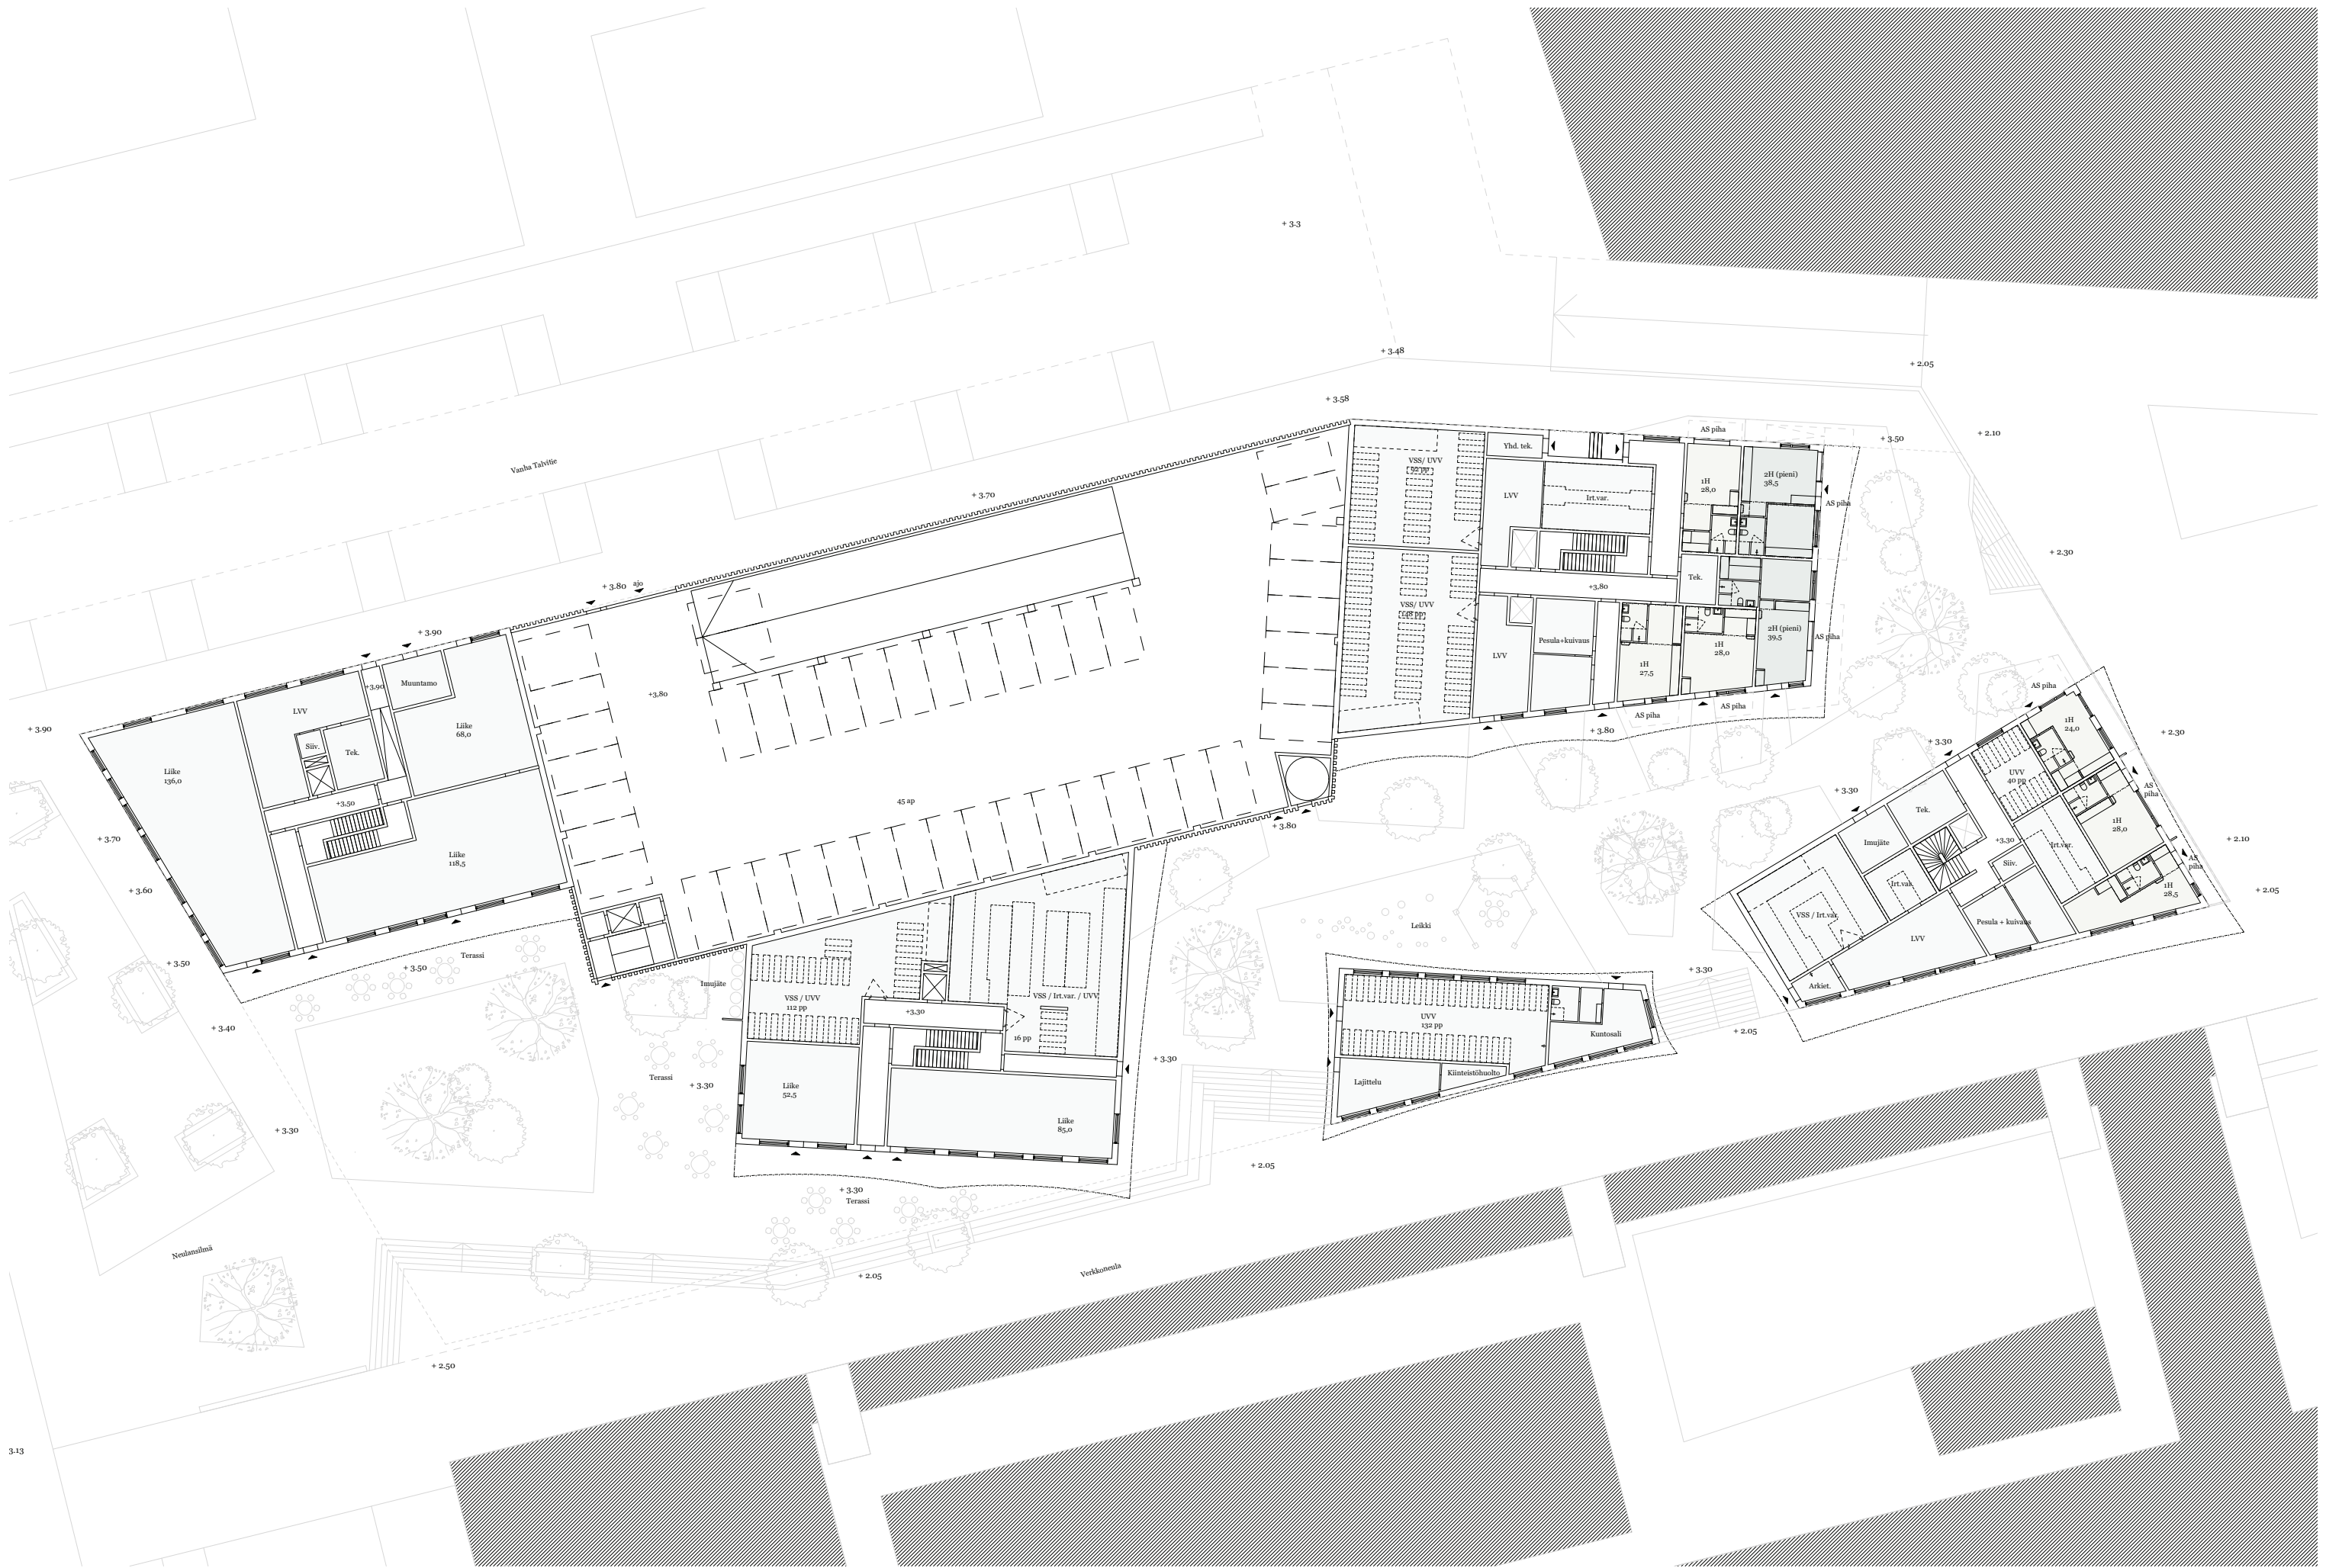 + 3.3
+ 3.48
+ 2.05
+ 3.58
AS piha
+ 3.50
+ 2.10
Vanha Talvitie
+ 3.70
Yhd. tek.
VSS/ UVV
LVV
Irt.var.
1H
28,0
2H (pieni)
38,5
AS piha
+ 2.30
+ 3.80
ajo
+3,80
Tek.
VSS/ UVV
148 pp
Pesula+kuivaus
LVV
1H
27,5
1H
28,0
2H (pieni)
39,5
AS piha
+ 3.90
+3.90
Muuntamo
LVV
Liike
68,0
Siiv.
Tek.
+3,80
AS piha
AS piha
+ 3.80
AS piha
+ 3.90
Liike
136,0
+3.50
45 ap
+ 3.80
+ 3.30
+ 3.30
1H
24,0
+ 2.30
UVV
40 pp
AS
piha
Tek.
1H
28,0
+ 3.70
Liike
118,5
Imujäte
+3.30
Irt.var.
Siiv.
+ 2.10
AS
piha
+ 3.60
Irt.var.
1H
28,5
+ 2.05
VSS / Irt.var.
Pesula + kuivaus
LVV
Leikki
+ 3.50
+ 3.50
Terassi
Imujäte
+ 3.30
Arkiet.
VSS / UVV
112 pp
VSS / Irt.var. / UVV
+3.30
16 pp
UVV
132 pp
Kuntosali
+ 2.05
+ 3.40
+ 3.30
Terassi
+ 3.30
Lajittelu
Kiinteistöhuolto
Liike
52,5
Liike
85,0
+ 3.30
+ 2.05
+ 3.30
Terassi
Neulansilmä
+ 2.05
Verkkoneula
+ 2.50
3.13